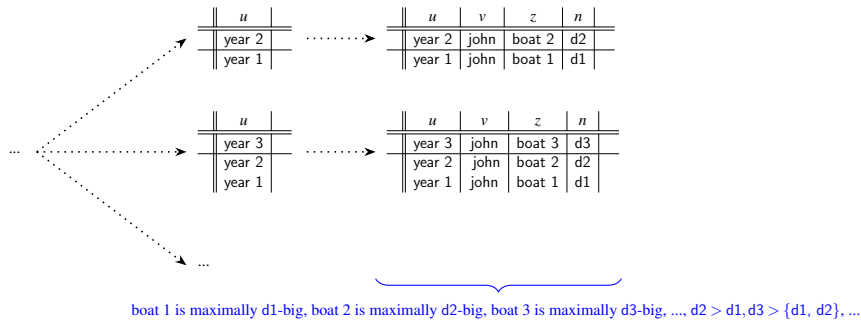 u u v z n
year 2 year 2 john boat 2 d2
year 1 year 1 john boat 1 d1
u u v z n
... year 3 year 3 john boat 3 d3
year 2 year 2 john boat 2 d2
year 1 year 1 john boat 1 d1
...
boat 1 is maximally d1-big, boat 2 is maximally d2-big, boat 3 is maximally d3-big, ..., d2 > d1, d3 > {d1, d2}, ...